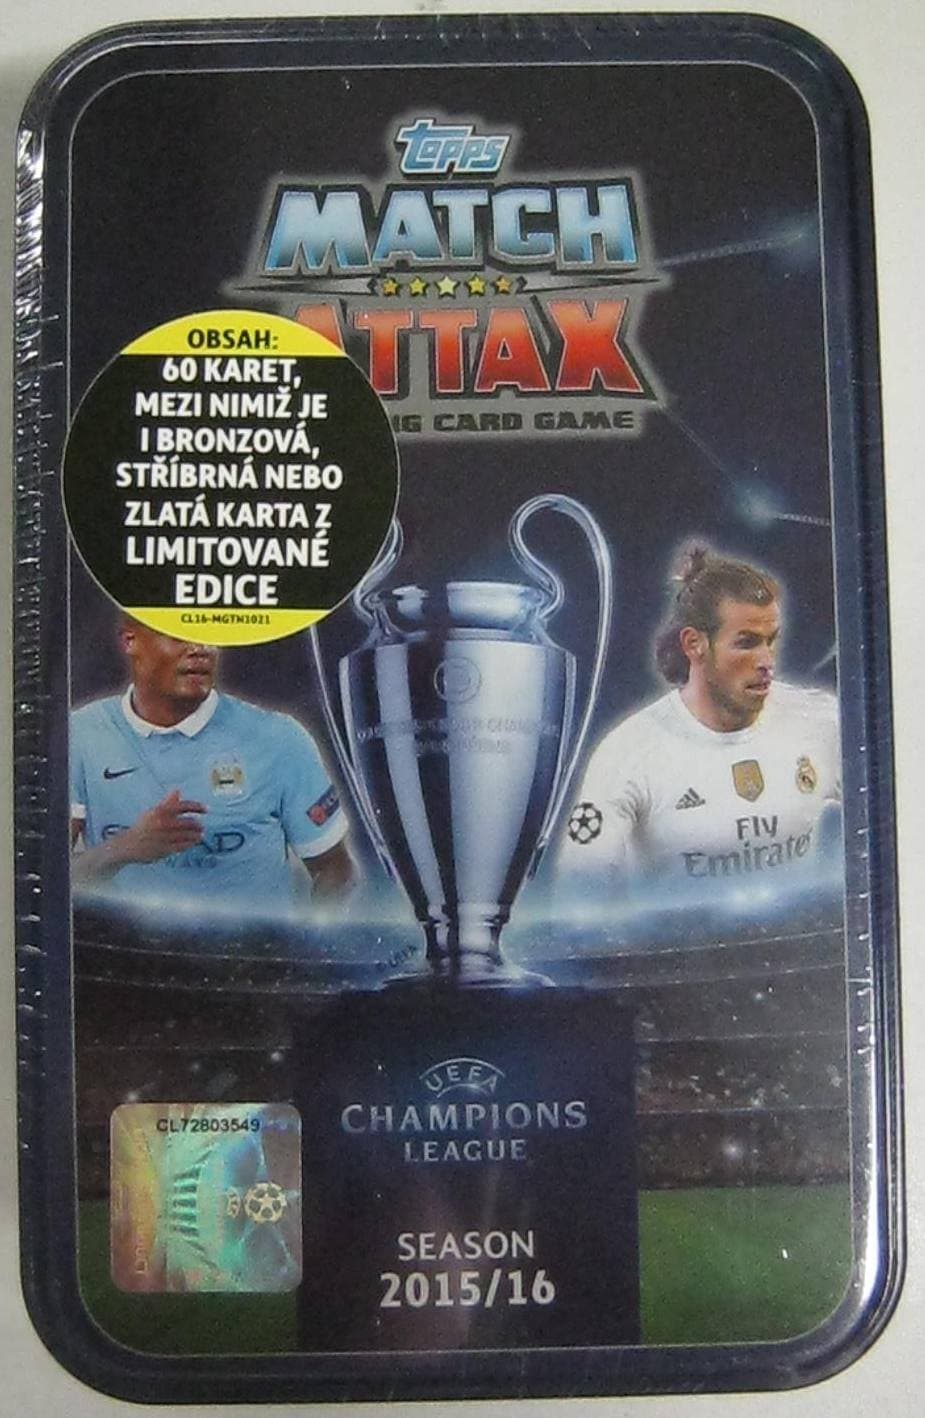 topps
MATCH
ATTAX
CARD GAME
OBSAH:
60 KARET,
MEZI NIMIŽ JE
1 BRONZOVÁ,
STŘÍBRNÁ NEBO
ZLATÁ KARTA Z
LIMITOVANÉ
EDICE
CL16-MGTN1021
Fly
Emirates
UEFA
CHAMPIONS
LEAGUE
CL72803549
SEASON
2015/16